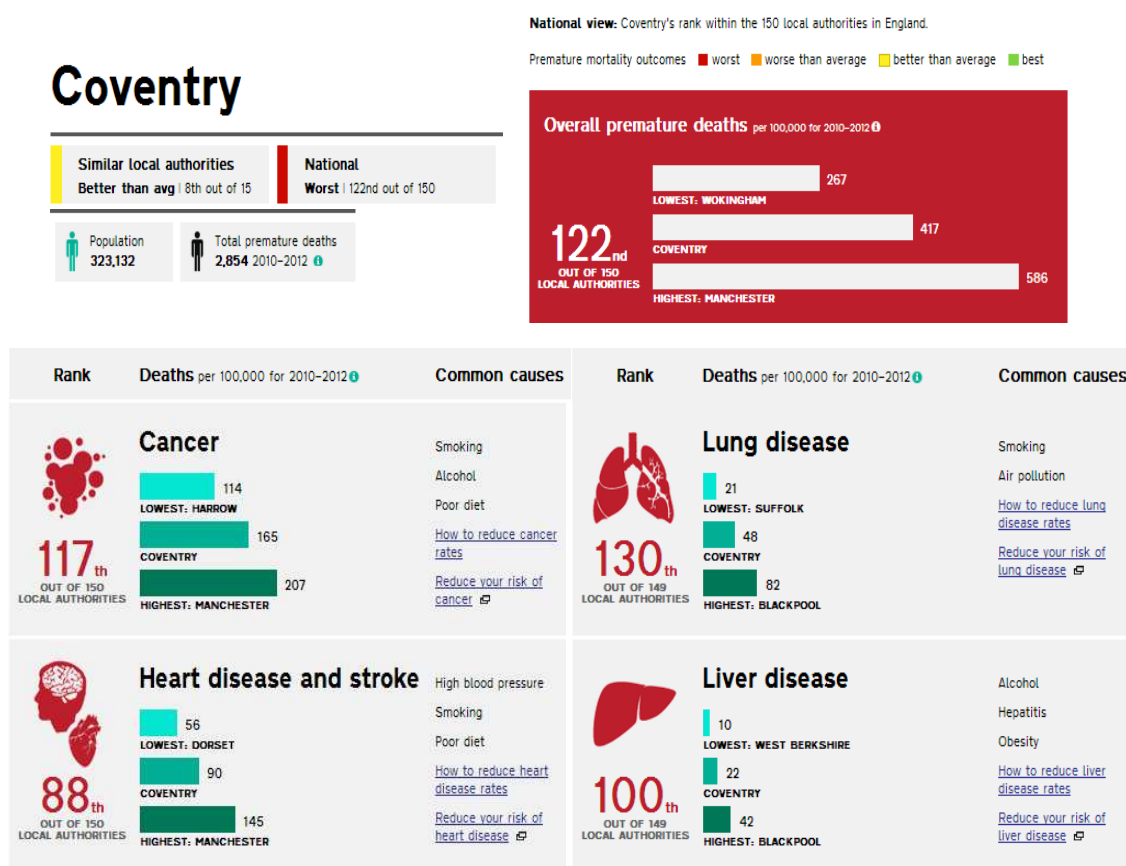 National view: Coventry's rank within the 150 local authorities in England.
Premature mortality outcomes worst worse than average better than average best
Coventry
Similar local authorities
Better than avg | 8th out of 15
National
Worst | 122nd out of 150
Population
323,132
Total premature deaths
2,854 2010-2012
Overall premature deaths per 100,000 for 2010-2012
267
LOWEST: WOKINGHAM
417
COVENTRY
586
HIGHEST: MANCHESTER
122nd
OUT OF 150
LOCAL AUTHORITIES
Rank Deaths per 100,000 for 2010-2012 Common causes
Cancer
114
LOWEST: HARROW
165
COVENTRY
207
HIGHEST: MANCHESTER
117th
OUT OF 150
LOCAL AUTHORITIES
Smoking
Alcohol
Poor diet
How to reduce cancer
rates
Reduce your risk of
cancer
Heart disease and stroke
56
LOWEST: DORSET
90
COVENTRY
145
HIGHEST: MANCHESTER
88th
OUT OF 150
LOCAL AUTHORITIES
High blood pressure
Smoking
Poor diet
How to reduce heart
disease rates
Reduce your risk of
heart disease
Rank Deaths per 100,000 for 2010-2012 Common causes
Lung disease
21
LOWEST: SUFFOLK
48
COVENTRY
82
HIGHEST: BLACKPOOL
130th
OUT OF 149
LOCAL AUTHORITIES
Smoking
Air pollution
How to reduce lung
disease rates
Reduce your risk of
lung disease
Liver disease
10
LOWEST: WEST BERKSHIRE
22
COVENTRY
42
HIGHEST: BLACKPOOL
100th
OUT OF 149
LOCAL AUTHORITIES
Alcohol
Hepatitis
Obesity
How to reduce liver
disease rates
Reduce your risk of
liver disease